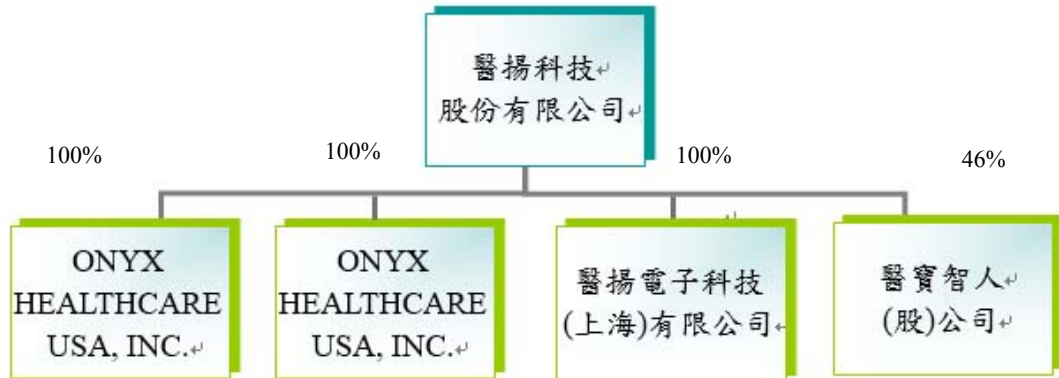 醫揚科技
股份有限公司
100%
100%
100%
46%
ONYX
HEALTHCARE
USA, INC.
ONYX
HEALTHCARE
USA, INC.
醫揚電子科技
(上海)有限公司
醫寶智人
(股)公司